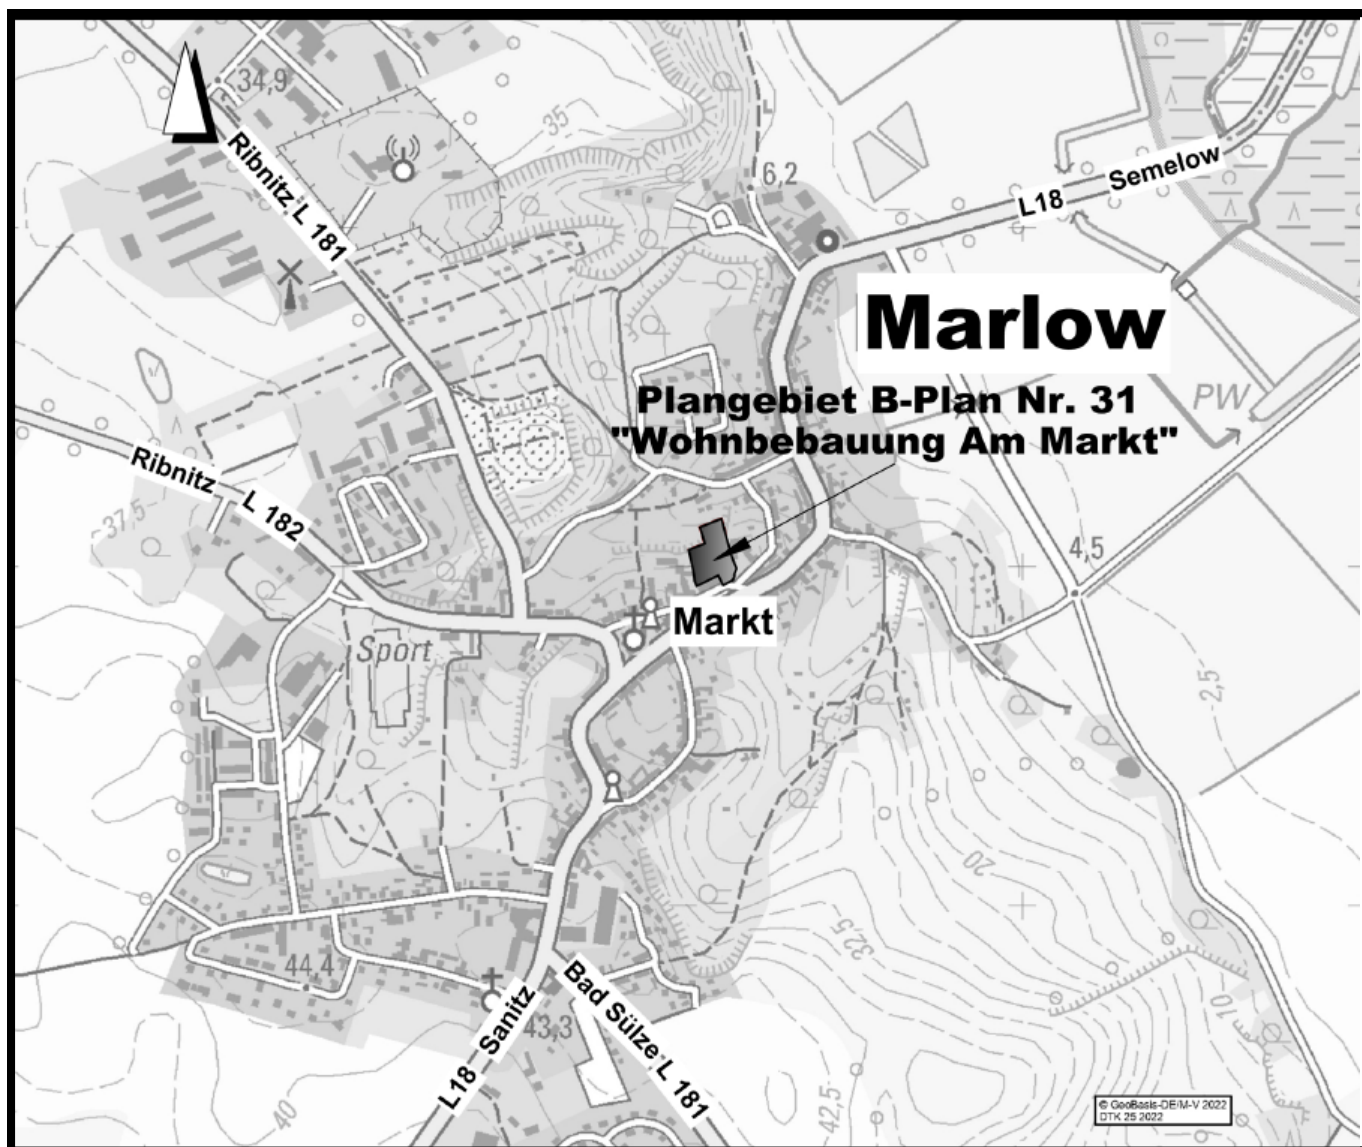 34,9
35
Ribnitz L 181
6,2
L18 Semelow
Marlow
Plangebiet B-Plan Nr. 31
"Wohnbebauung Am Markt"
PW
Ribnitz L 182
37,5
4,5
Markt
Sport
2,5
20
32,5
44,4
43,3
L18 Sanitz
Bad Sülze L 181
10
40
42,5
© GeoBasis-DE/M-V 2022
DTK 25 2022